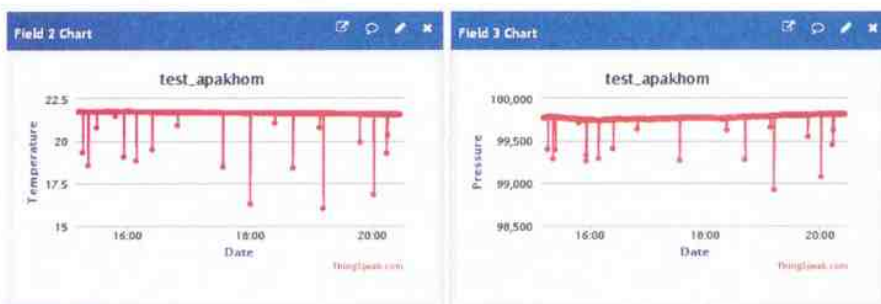 Field 2 Chart
test_apakhom
Temperature
22.5
20
17.5
15
16:00
18:00
20:00
Date
ThingSpeak.com
Field 3 Chart
test_apakhom
Pressure
100,000
99,500
99,000
98,500
16:00
18:00
20:00
Date
ThingSpeak.com